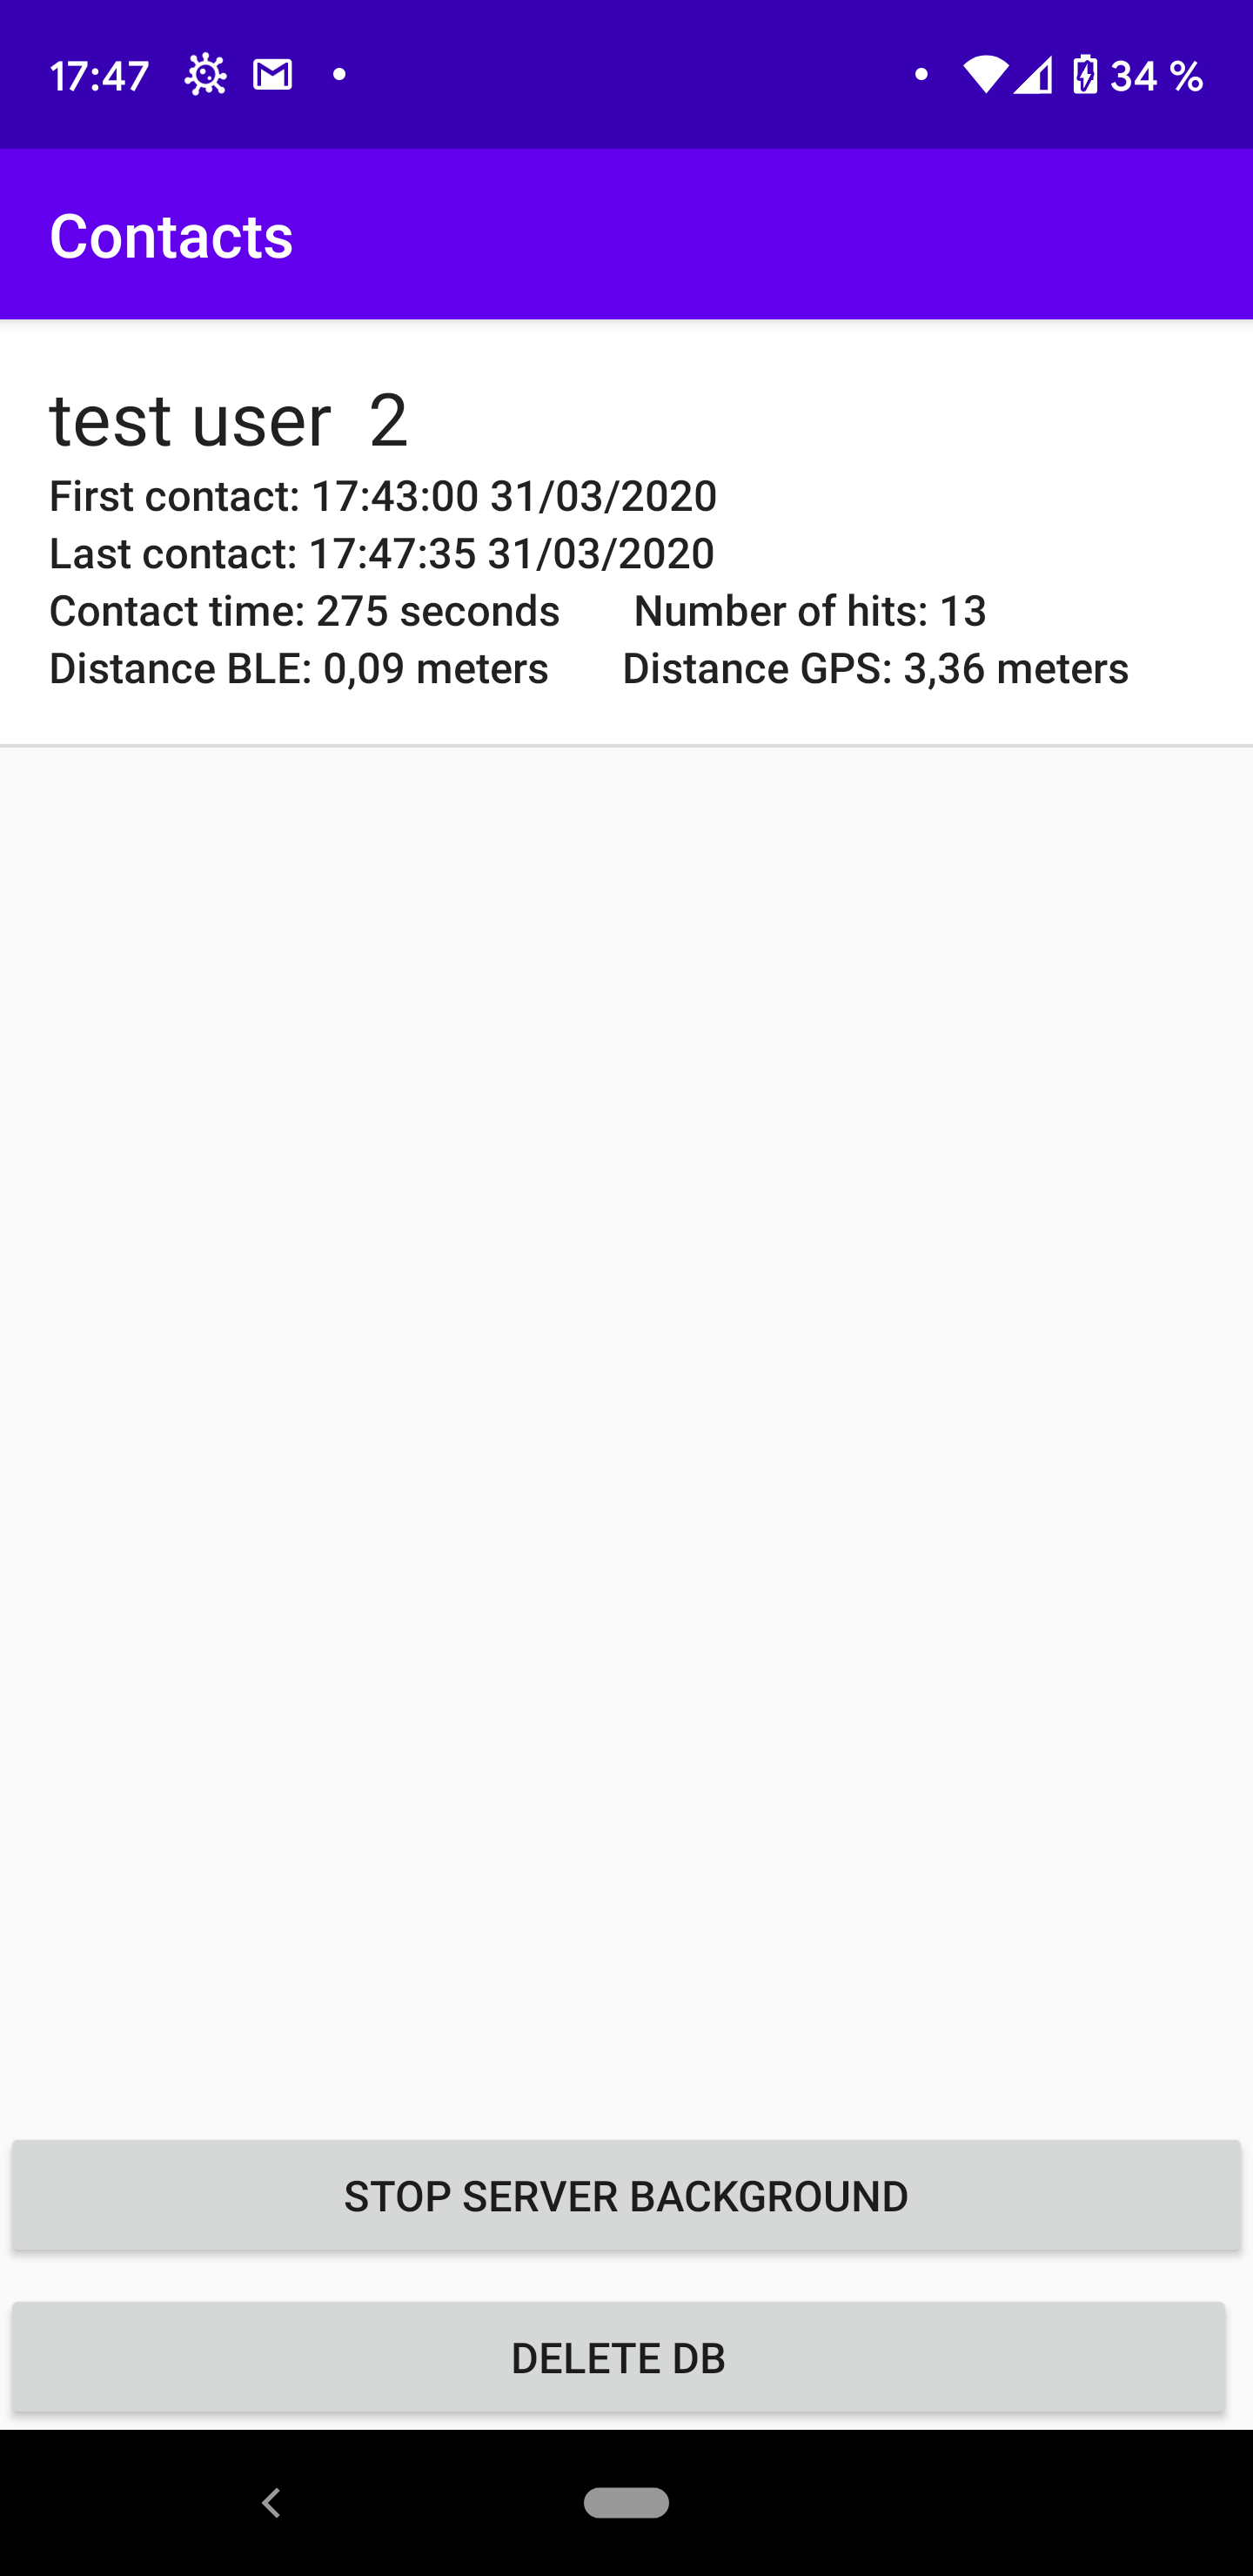 17:47 34 %
Contacts
test user  2
First contact: 17:43:00 31/03/2020
Last contact: 17:47:35 31/03/2020
Contact time: 275 seconds Number of hits: 13
Distance BLE: 0,09 meters Distance GPS: 3,36 meters
STOP SERVER BACKGROUND
DELETE DB